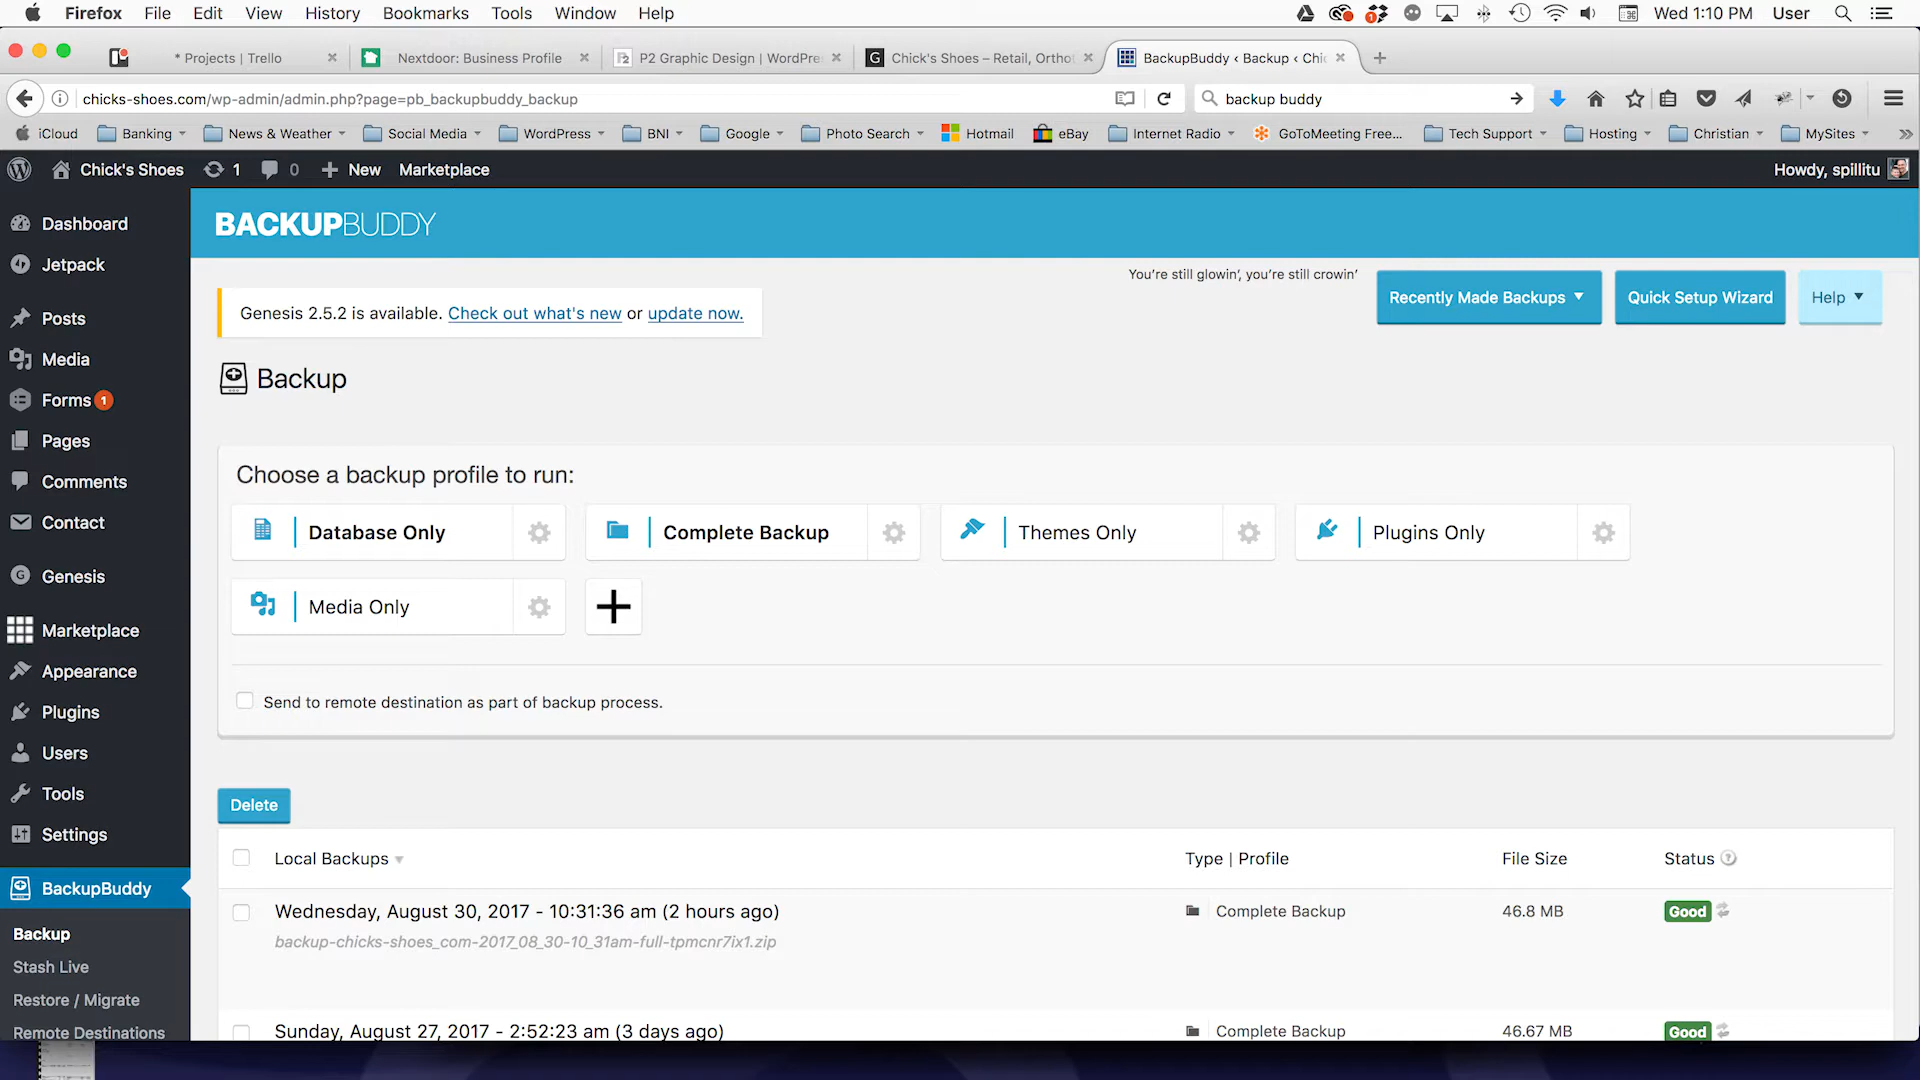 Firefox File Edit View History Bookmarks Tools Window Help 1 Wed 1:10 PM User
* Projects | Trello Nextdoor: Business Profile P2 Graphic Design | WordPre Chick's Shoes – Retail, Orthot BackupBuddy ‹ Backup ‹ Chic
chicks-shoes.com/wp-admin/admin.php?page=pb_backupbuddy_backup backup buddy
iCloud Banking News & Weather Social Media WordPress BNI Google Photo Search Hotmail eBay Internet Radio GoToMeeting Free... Tech Support Hosting Christian MySites
Chick's Shoes 1 0 New Marketplace Howdy, spillitu
Dashboard
Jetpack
Posts
Media
Forms 1
Pages
Comments
Contact
Genesis
Marketplace
Appearance
Plugins
Users
Tools
Settings
BackupBuddy
Backup
Stash Live
Restore / Migrate
Remote Destinations
BACKUPBUDDY
You're still glowin', you're still crowin'
Recently Made Backups ▼ Quick Setup Wizard Help ▼
Genesis 2.5.2 is available. Check out what's new or update now.
Backup
Choose a backup profile to run:
Database Only Complete Backup Themes Only Plugins Only
Media Only
Send to remote destination as part of backup process.
Delete
Local Backups Type | Profile File Size Status ?
Wednesday, August 30, 2017 - 10:31:36 am (2 hours ago) Complete Backup 46.8 MB Good
backup-chicks-shoes_com-2017_08_30-10_31am-full-tpmcnr7ix1.zip
Sunday, August 27, 2017 - 2:52:23 am (3 days ago) Complete Backup 46.67 MB Good